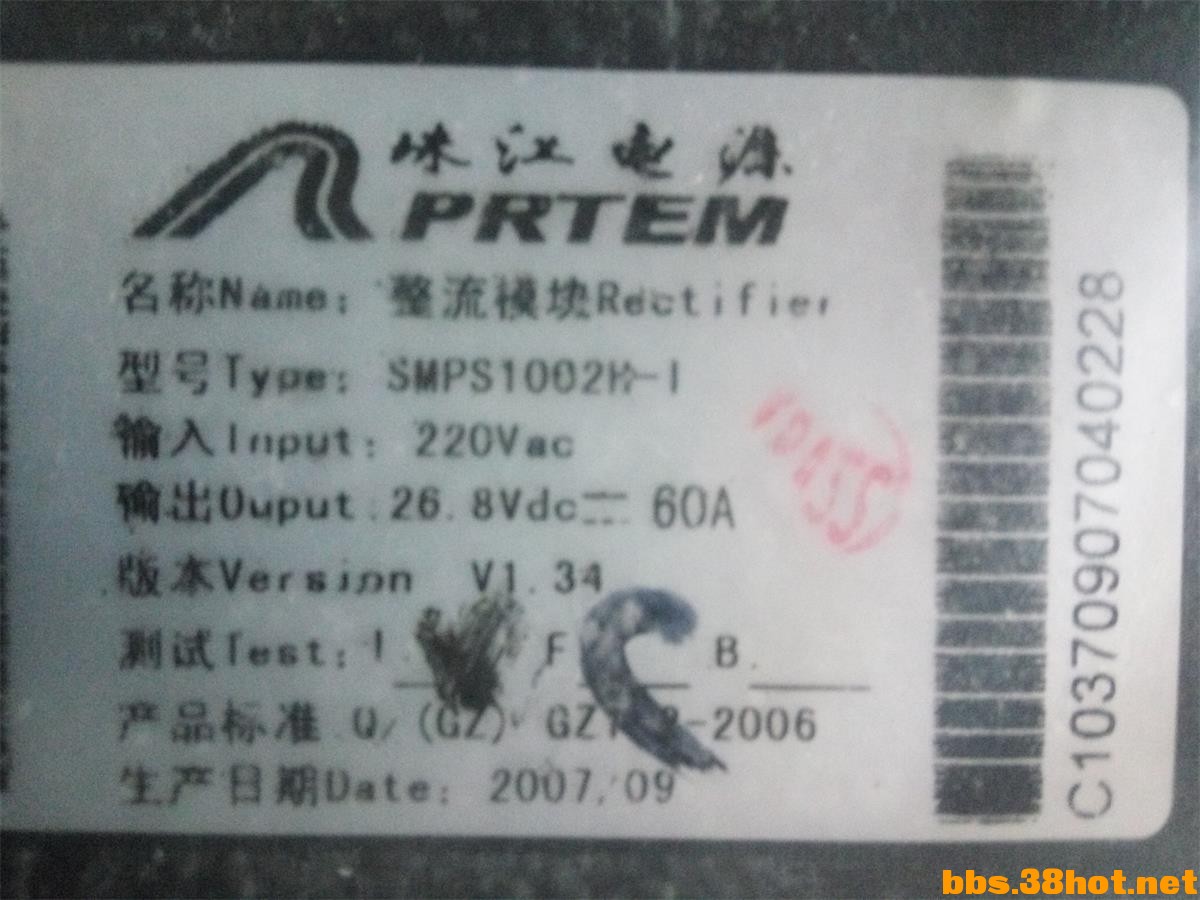 珠江电源
PRTEM
名称Name: 整流模块Rectifier
型号Type: SMPS1002H-I
输入Input: 220Vac
输出Ouput 26.8Vdc 60A
版本Version V1.34
测试Test: I. F B.
产品标准 Q/(GZ) -2006
生产日期Date: 2007.09
C10370907040228
bbs.38hot.net